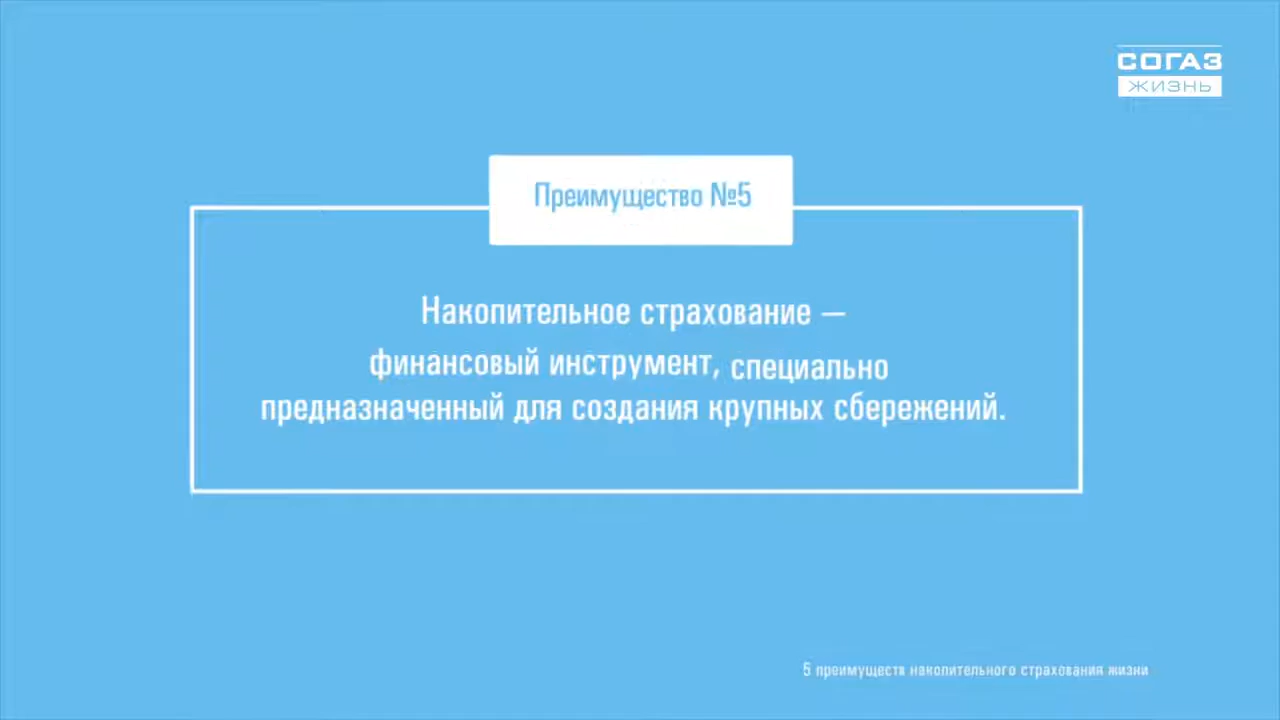 СОГАЗ
ЖИЗНЬ
Преимущество №5
Накопительное страхование —
финансовый инструмент, специально
предназначенный для создания крупных сбережений.
5 преимуществ накопительного страхования жизни